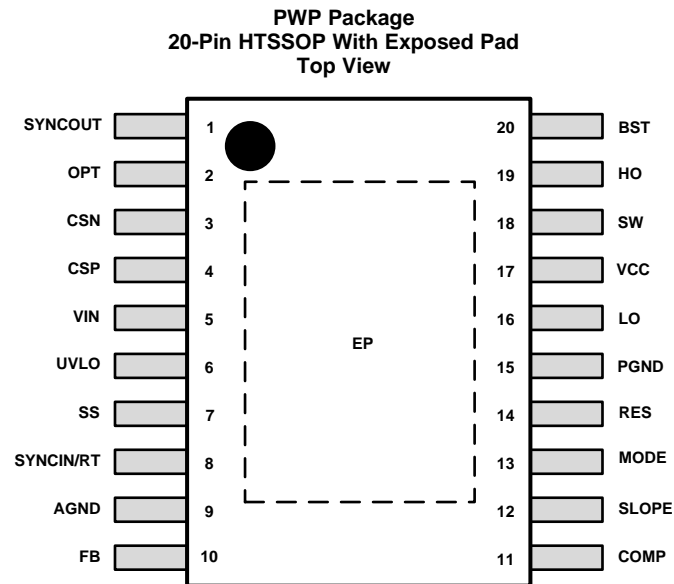 PWP Package
20-Pin HTSSOP With Exposed Pad
Top View
SYNCOUT 1 20 BST
OPT 2 19 HO
CSN 3 18 SW
CSP 4 17 VCC
VIN 5 16 LO
EP
UVLO 6 15 PGND
SS 7 14 RES
SYNCIN/RT 8 13 MODE
AGND 9 12 SLOPE
FB 10 11 COMP